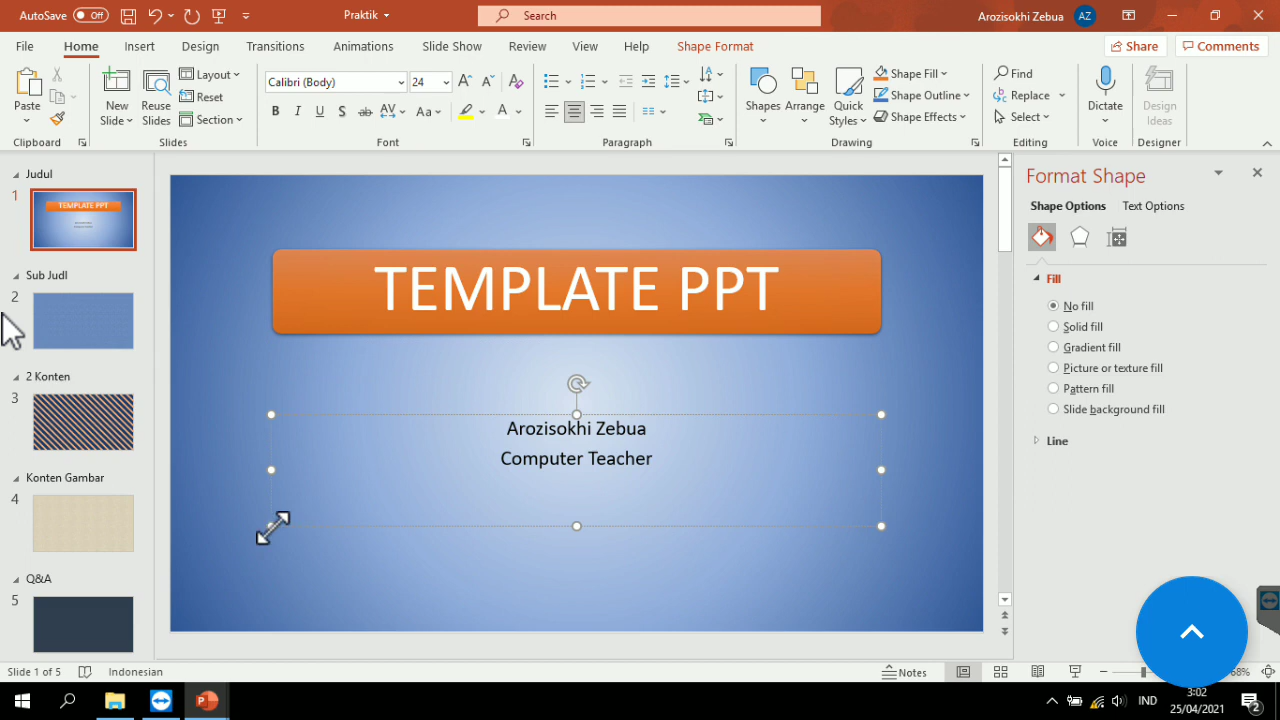 AutoSave Off
Praktik
Search
Arozisokhi Zebua AZ
File Home Insert Design Transitions Animations Slide Show Review View Help Shape Format
Share Comments
Paste
Clipboard
New Slide
Reuse Slides
Layout
Reset
Section
Slides
Calibri (Body) 24
B I U S ab AV Aa A
Font
Paragraph
Shapes
Arrange
Quick Styles
Shape Fill
Shape Outline
Shape Effects
Drawing
Find
Replace
Select
Editing
Dictate
Voice
Design Ideas
Designer
Judul
1
TEMPLATE PPT
Sub Judl
2
2 Konten
3
Konten Gambar
4
Q&A
5
TEMPLATE PPT
Arozisokhi Zebua
Computer Teacher
Format Shape
Shape Options Text Options
Fill
No fill
Solid fill
Gradient fill
Picture or texture fill
Pattern fill
Slide background fill
Line
Slide 1 of 5 Indonesian
Notes
68%
IND
3:02
25/04/2021
2